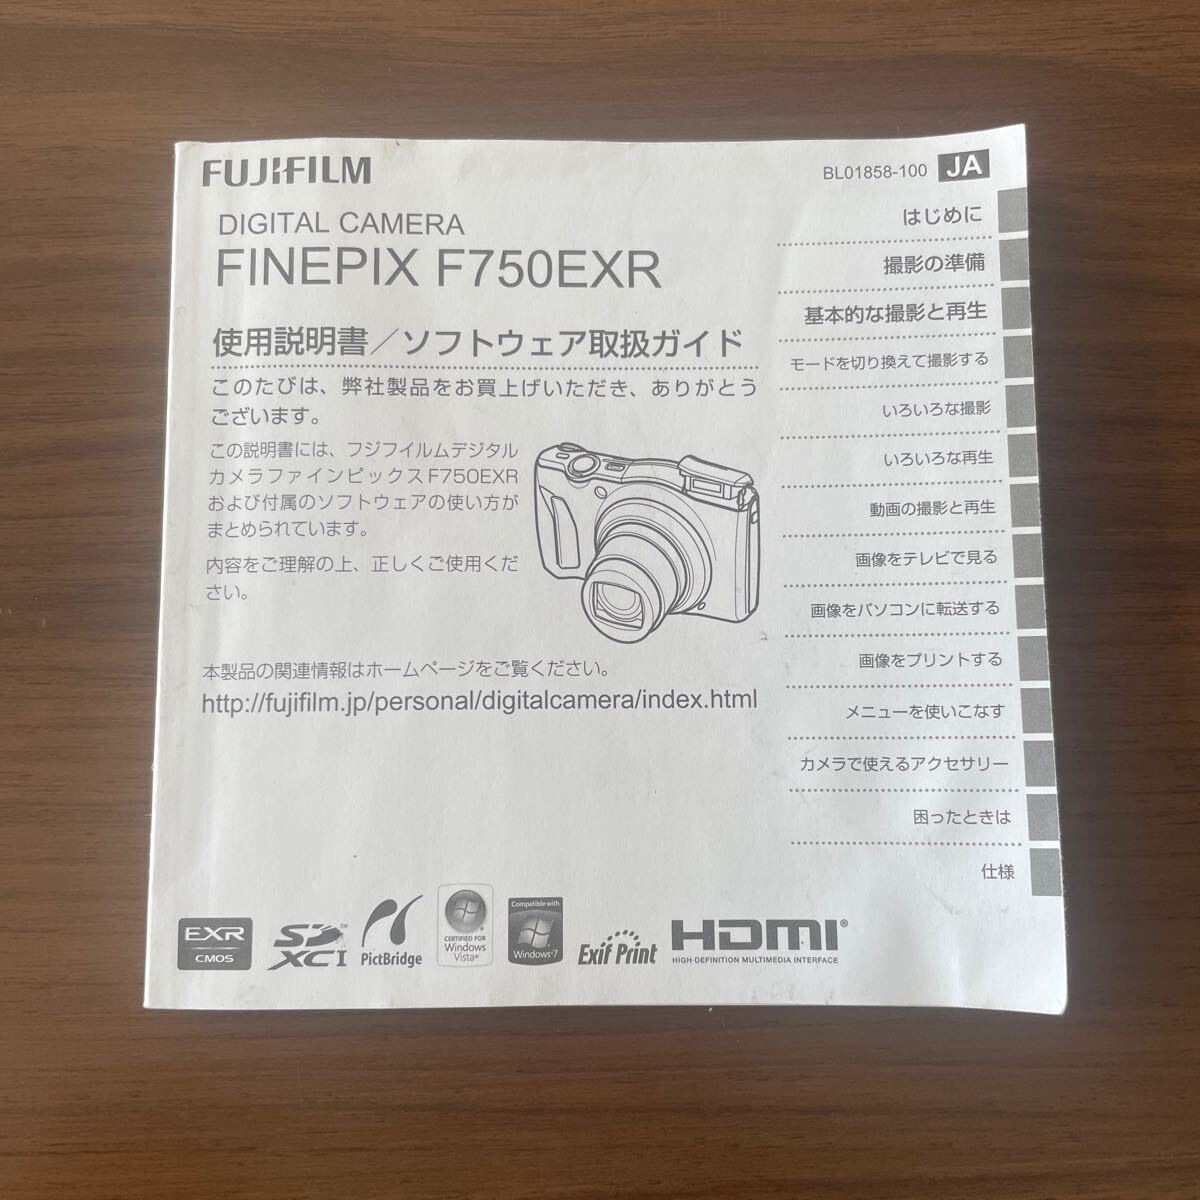 FUJIFILM
BL01858-100 JA
DIGITAL CAMERA
FINEPIX F750EXR
使用説明書／ソフトウェア取扱ガイド
このたびは、弊社製品をお買上げいただき、ありがとう
ございます。
この説明書には、フジフイルムデジタル
カメラファインピックスF750EXR
および付属のソフトウェアの使い方が
まとめられています。
内容をご理解の上、正しくご使用くだ
さい。
本製品の関連情報はホームページをご覧ください。
http://fujifilm.jp/personal/digitalcamera/index.html
はじめに
撮影の準備
基本的な撮影と再生
モードを切り換えて撮影する
いろいろな撮影
いろいろな再生
動画の撮影と再生
画像をテレビで見る
画像をパソコンに転送する
画像をプリントする
メニューを使いこなす
カメラで使えるアクセサリー
困ったときは
仕様
EXR
CMOS
SD™
XC I
PictBridge
CERTIFIED FOR
Windows
Vista®
Compatible with
Windows®7
Exif Print
HDMI®
HIGH-DEFINITION MULTIMEDIA INTERFACE